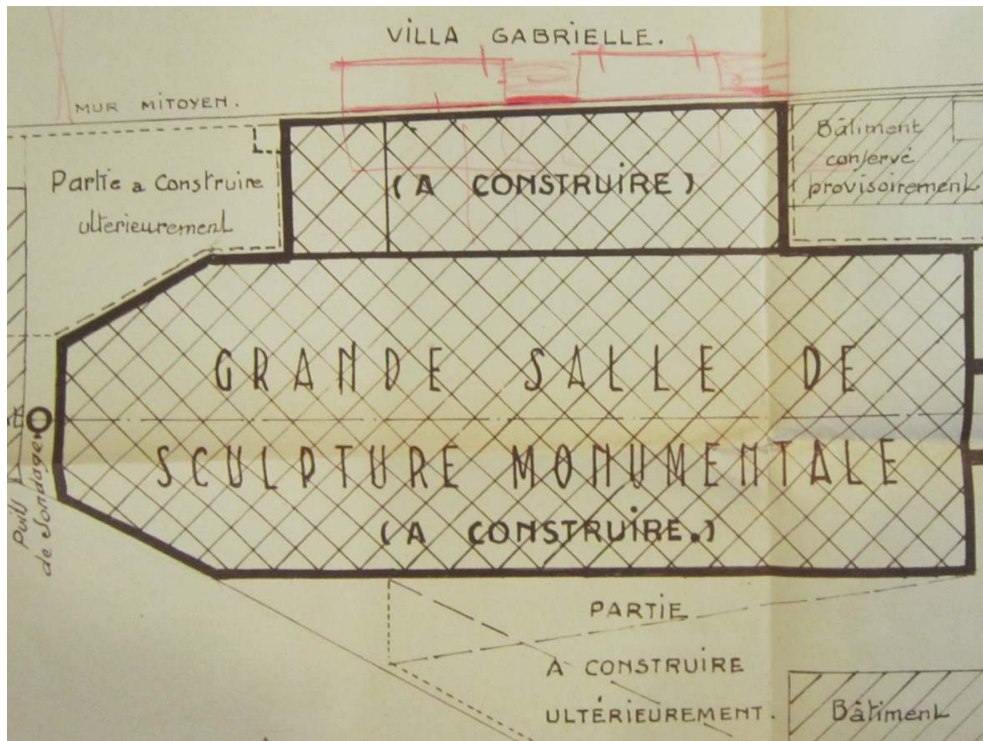 VILLA GABRIELLE.
MUR MITOYEN.
Partie a Construire
ulterieurement
(A CONSTRUIRE)
Bâtiment
conservé
provisoirement
GRANDE SALLE DE
SCULPTURE MONUMENTALE
(A CONSTRUIRE.)
Puits
de Sondage
PARTIE
A CONSTRUIRE
ULTÉRIEUREMENT.
Bâtiment